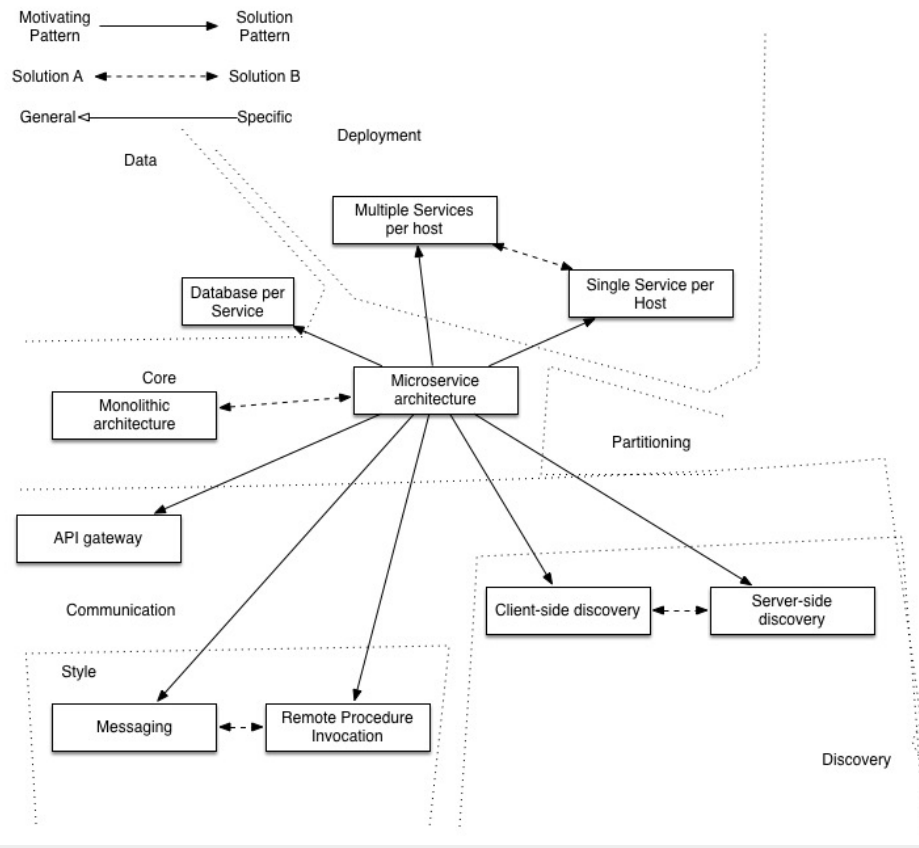 Motivating
Pattern
Solution
Pattern
Solution A
Solution B
General
Specific
Deployment
Data
Multiple Services
per host
Database per
Service
Single Service per
Host
Core
Microservice
architecture
Monolithic
architecture
Partitioning
API gateway
Communication
Client-side discovery
Server-side
discovery
Style
Messaging
Remote Procedure
Invocation
Discovery